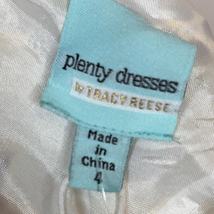 plenty dresses
by TRACY REESE
Made
in
China
4